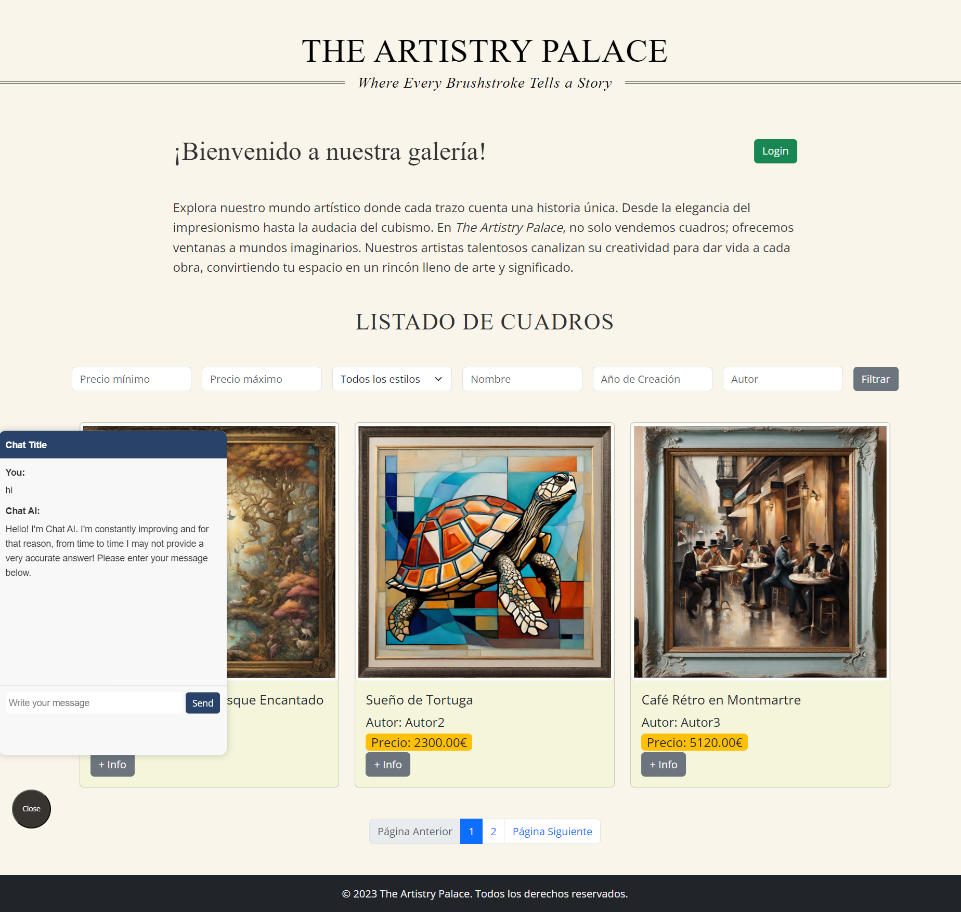 THE ARTISTRY PALACE
Where Every Brushstroke Tells a Story
¡Bienvenido a nuestra galería!
Login
Explora nuestro mundo artístico donde cada trazo cuenta una historia única. Desde la elegancia del
impresionismo hasta la audacia del cubismo. En The Artistry Palace, no solo vendemos cuadros; ofrecemos
ventanas a mundos imaginarios. Nuestros artistas talentosos canalizan su creatividad para dar vida a cada
obra, convirtiendo tu espacio en un rincón lleno de arte y significado.
LISTADO DE CUADROS
Precio mínimo
Precio máximo
Todos los estilos
Nombre
Año de Creación
Autor
Filtrar
Chat Title
You:
hi
Chat AI:
Hello! I'm Chat AI. I'm constantly improving and for
that reason, from time to time I may not provide a
very accurate answer! Please enter your message
below.
Write your message
Send
sque Encantado
+ Info
Sueño de Tortuga
Autor: Autor2
Precio: 2300.00€
+ Info
Café Rétro en Montmartre
Autor: Autor3
Precio: 5120.00€
+ Info
Close
Página Anterior
1
2
Página Siguiente
© 2023 The Artistry Palace. Todos los derechos reservados.